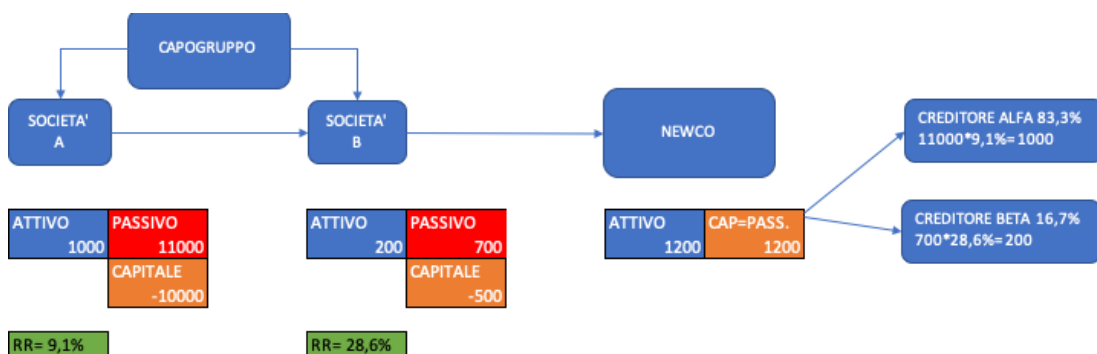 CAPOGRUPPO
SOCIETA'
A
SOCIETA'
B
NEWCO
CREDITORE ALFA 83,3%
11000*9,1%=1000
CREDITORE BETA 16,7%
700*28,6%=200
ATTIVO
1000
PASSIVO
11000
CAPITALE
-10000
ATTIVO
200
PASSIVO
700
CAPITALE
-500
ATTIVO
1200
CAP=PASS.
1200
RR= 9,1%
RR= 28,6%